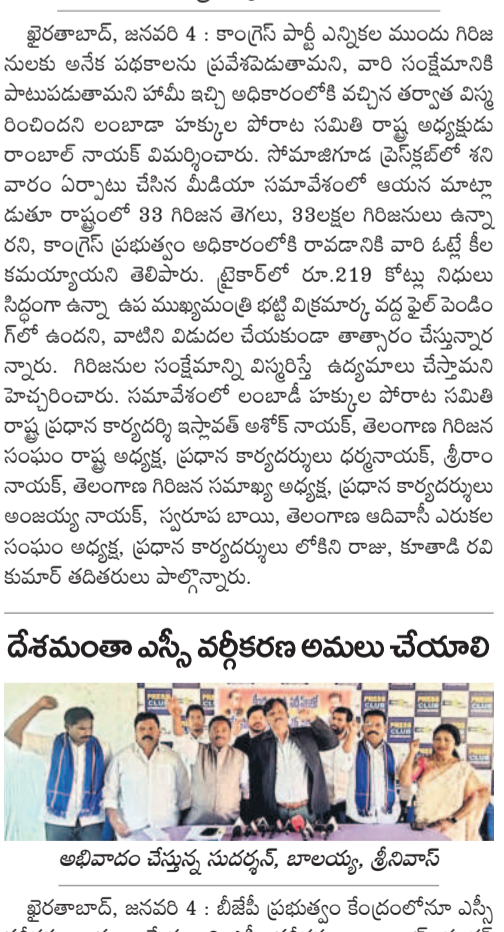 ఖైరతాబాద్, జనవరి 4 : కాంగ్రెస్ పార్టీ ఎన్నికల ముందు గిరిజ
నులకు అనేక పథకాలను ప్రవేశపెడుతామని, వారి సంక్షేమానికి
పాటుపడుతామని హామీ ఇచ్చి అధికారంలోకి వచ్చిన తర్వాత విస్మ
రించిందని లంబాడా హక్కుల పోరాట సమితి రాష్ట్ర అధ్యక్షుడు
రాంబాల్ నాయక్ విమర్శించారు. సోమాజిగూడ ప్రెస్‌క్లబ్‌లో శని
వారం ఏర్పాటు చేసిన మీడియా సమావేశంలో ఆయన మాట్లా
డుతూ రాష్ట్రంలో 33 గిరిజన తెగలు, 33లక్షల గిరిజనులు ఉన్నా
రని, కాంగ్రెస్ ప్రభుత్వం అధికారంలోకి రావడానికి వారి ఓట్లే కీల
కమయ్యాయని తెలిపారు. ట్రైకార్‌లో రూ.219 కోట్లు నిధులు
సిద్ధంగా ఉన్నా ఉప ముఖ్యమంత్రి భట్టి విక్రమార్క వద్ద ఫైల్ పెండిం
గ్‌లో ఉందని, వాటిని విడుదల చేయకుండా తాత్సారం చేస్తున్నార
న్నారు. గిరిజనుల సంక్షేమాన్ని విస్మరిస్తే ఉద్యమాలు చేస్తామని
హెచ్చరించారు. సమావేశంలో లంబాడీ హక్కుల పోరాట సమితి
రాష్ట్ర ప్రధాన కార్యదర్శి ఇస్లావత్ అశోక్ నాయక్, తెలంగాణ గిరిజన
సంఘం రాష్ట్ర అధ్యక్ష, ప్రధాన కార్యదర్శులు ధర్మనాయక్, శ్రీరాం
నాయక్, తెలంగాణ గిరిజన సమాఖ్య అధ్యక్ష, ప్రధాన కార్యదర్శులు
అంజయ్య నాయక్, స్వరూప బాయి, తెలంగాణ ఆదివాసీ ఎరుకల
సంఘం అధ్యక్ష, ప్రధాన కార్యదర్శులు లోకిని రాజు, కూతాడి రవి
కుమార్ తదితరులు పాల్గొన్నారు.
దేశమంతా ఎస్సీ వర్గీకరణ అమలు చేయాలి
PRESS CLUB
అభివాదం చేస్తున్న సుదర్శన్, బాలయ్య, శ్రీనివాస్
ఖైరతాబాద్, జనవరి 4 : బీజేపీ ప్రభుత్వం కేంద్రంలోనూ ఎస్సీ